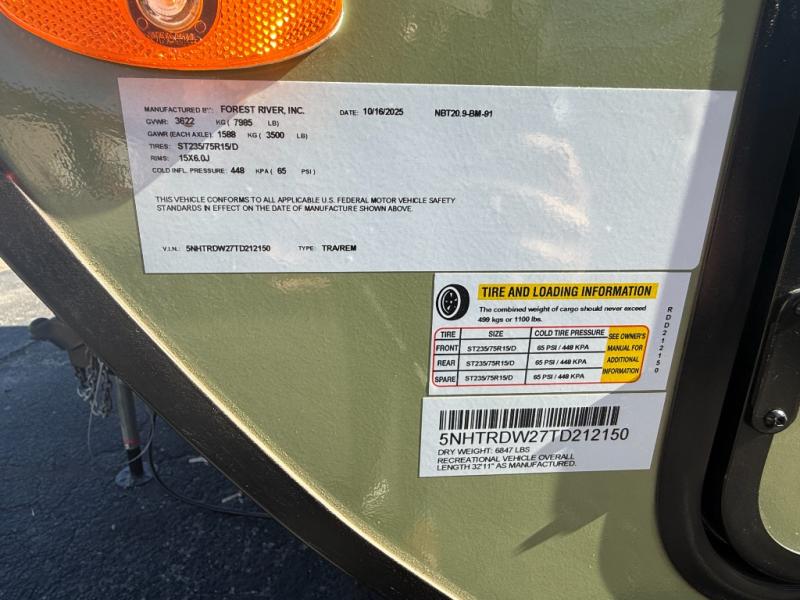 MANUFACTURED BY: FOREST RIVER, INC. DATE: 10/16/2025 NBT20.9-BM-91
GVWR: 3622 KG ( 7985 LB)
GAWR (EACH AXLE): 1588 KG ( 3500 LB)
TIRES: ST235/75R15/D
RIMS: 15X6.0J
COLD INFL. PRESSURE: 448 KPA ( 65 PSI )
THIS VEHICLE CONFORMS TO ALL APPLICABLE U.S. FEDERAL MOTOR VEHICLE SAFETY
STANDARDS IN EFFECT ON THE DATE OF MANUFACTURE SHOWN ABOVE.
V.I.N.: 5NHTRDW27TD212150 TYPE: TRA/REM
TIRE AND LOADING INFORMATION
The combined weight of cargo should never exceed
499 kgs or 1100 lbs.
TIRE SIZE COLD TIRE PRESSURE
FRONT ST235/75R15/D 65 PSI / 448 KPA
REAR ST235/75R15/D 65 PSI / 448 KPA
SPARE ST235/75R15/D 65 PSI / 448 KPA
SEE OWNER'S
MANUAL FOR
ADDITIONAL
INFORMATION
RDD212150
5NHTRDW27TD212150
DRY WEIGHT: 6847 LBS
RECREATIONAL VEHICLE OVERALL
LENGTH 32'11" AS MANUFACTURED.